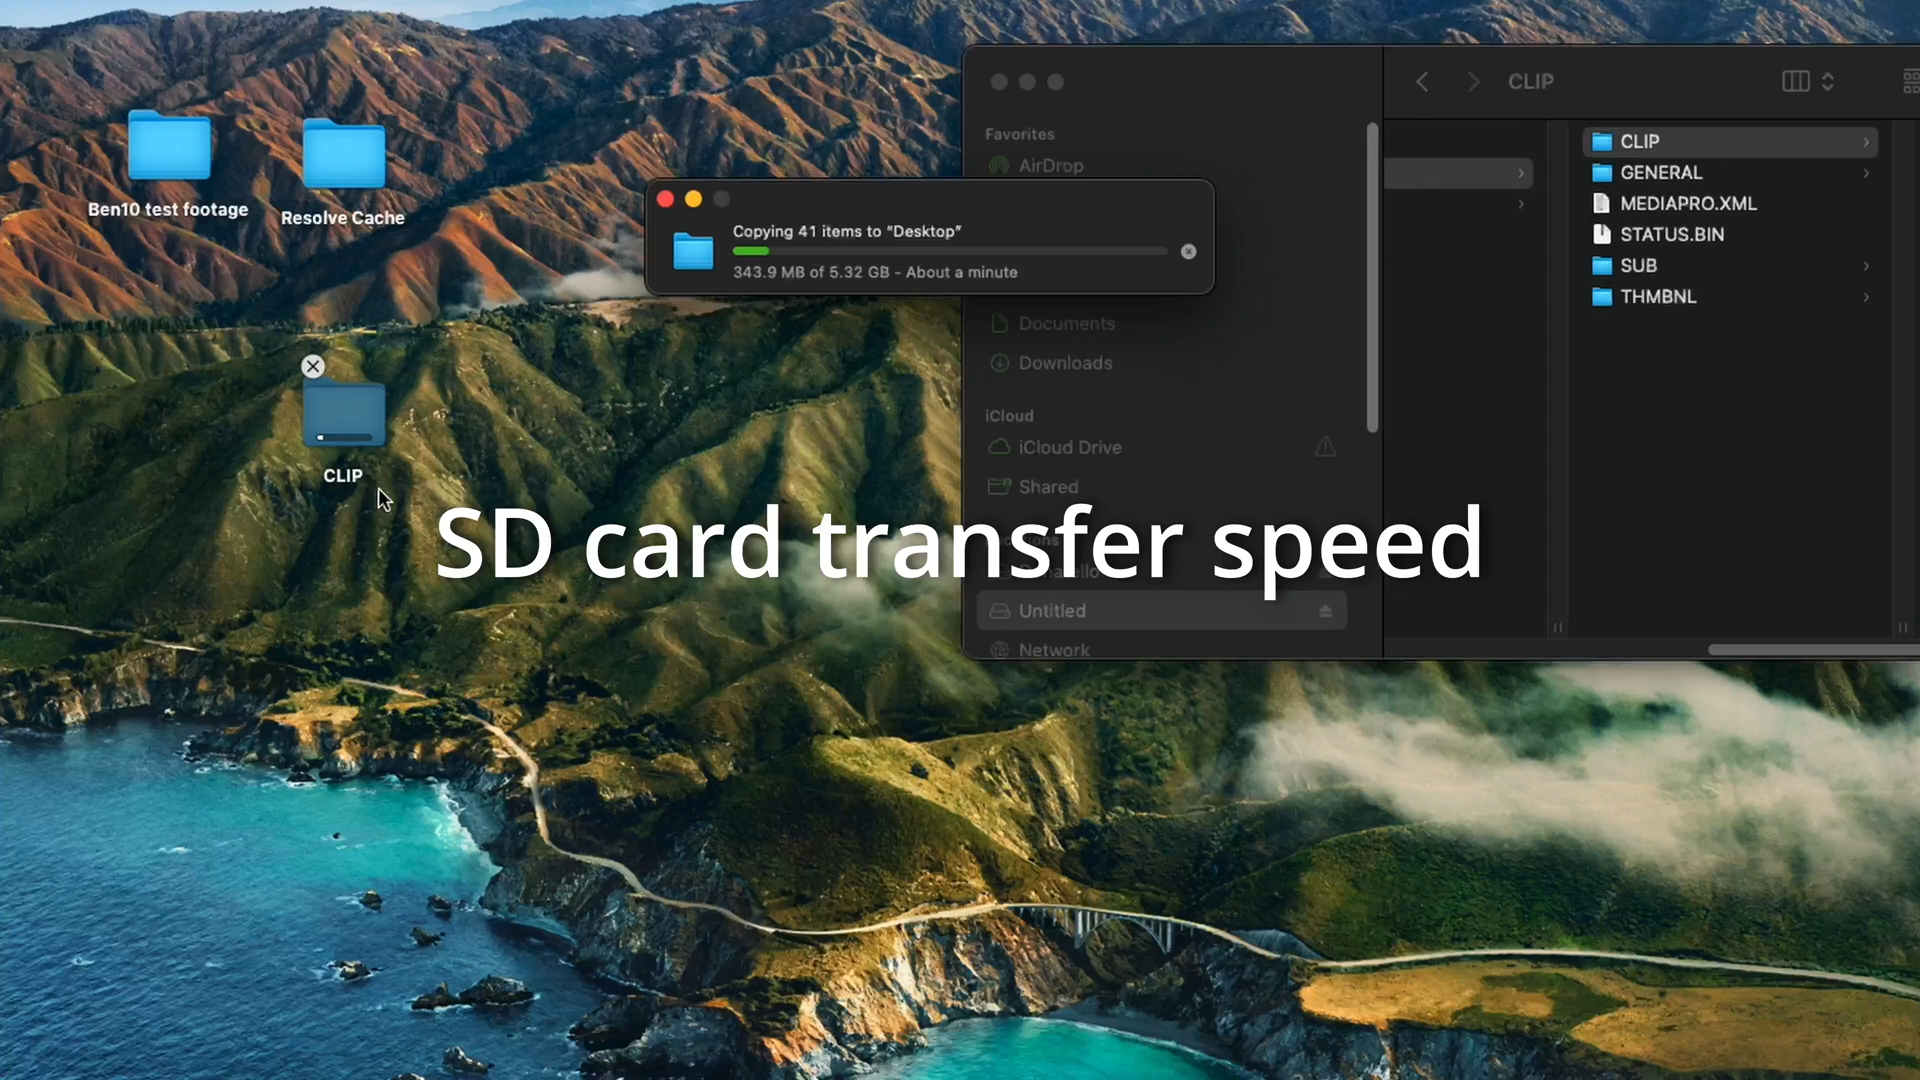 Ben10 test footage
Resolve Cache
CLIP
Copying 41 items to “Desktop”
343.9 MB of 5.32 GB - About a minute
CLIP
Favorites
AirDrop
Documents
Downloads
iCloud
iCloud Drive
Shared
Untitled
Network
CLIP
GENERAL
MEDIAPRO.XML
STATUS.BIN
SUB
THMBNL
SD card transfer speed